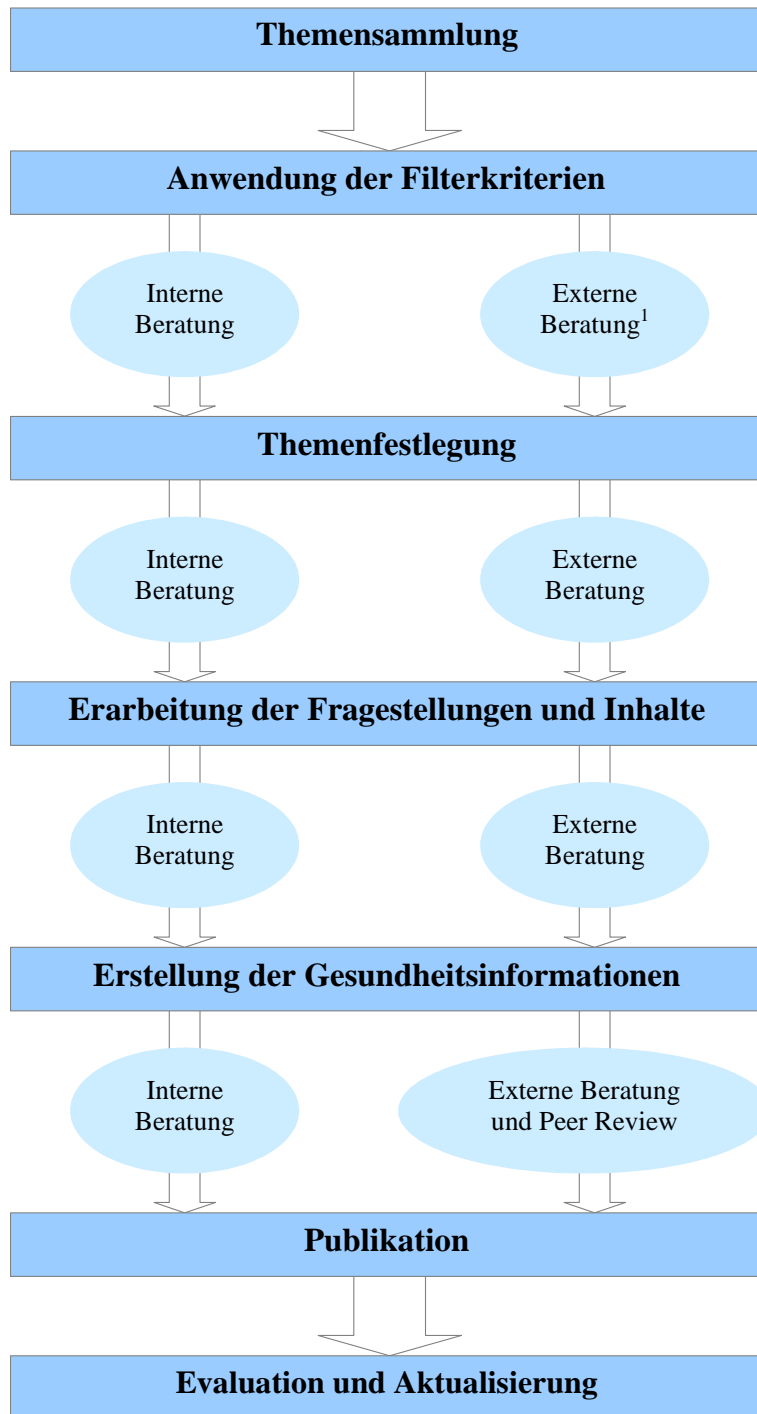 Themensammlung
Anwendung der Filterkriterien
Interne
Beratung
Externe
Beratung¹
Themenfestlegung
Interne
Beratung
Externe
Beratung
Erarbeitung der Fragestellungen und Inhalte
Interne
Beratung
Externe
Beratung
Erstellung der Gesundheitsinformationen
Interne
Beratung
Externe Beratung
und Peer Review
Publikation
Evaluation und Aktualisierung